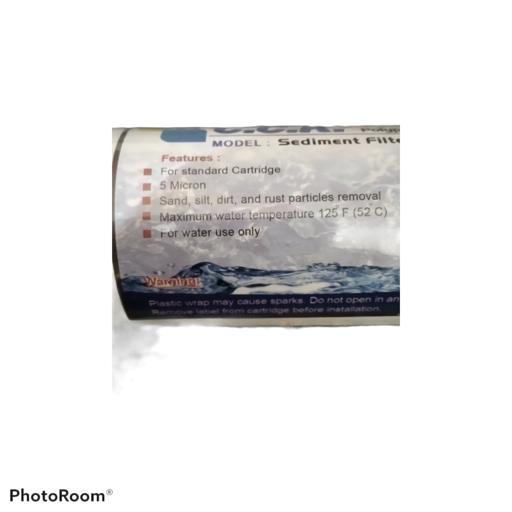 MODEL : Sediment Filte
Features :
For standard Cartridge
5 Micron
Sand, silt, dirt, and rust particles removal
Maximum water temperature 125 F (52 C)
For water use only
Warning:
Plastic wrap may cause sparks. Do not open in an
Remove label from cartridge before installation.
PhotoRoom®